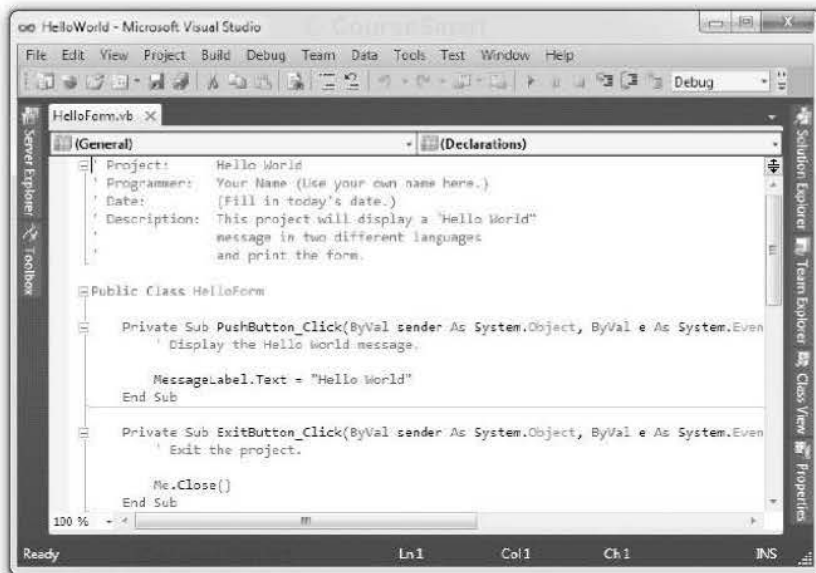 HelloWorld - Microsoft Visual Studio
File Edit View Project Build Debug Team Data Tools Test Window Help
Debug
HelloForm.vb
(General) (Declarations)
' Project: Hello World
' Programmer: Your Name (Use your own name here.)
' Date: (Fill in today's date.)
' Description: This project will display a "Hello World"
' message in two different languages
' and print the form.
Public Class HelloForm
Private Sub PushButton_Click(ByVal sender As System.Object, ByVal e As System.Even
' Display the Hello World message.
MessageLabel.Text = "Hello World"
End Sub
Private Sub ExitButton_Click(ByVal sender As System.Object, ByVal e As System.Even
' Exit the project.
Me.Close()
End Sub
100 %
Ready Ln 1 Col 1 Ch 1 INS
Server Explorer
Toolbox
Solution Explorer
Team Explorer
Class View
Properties